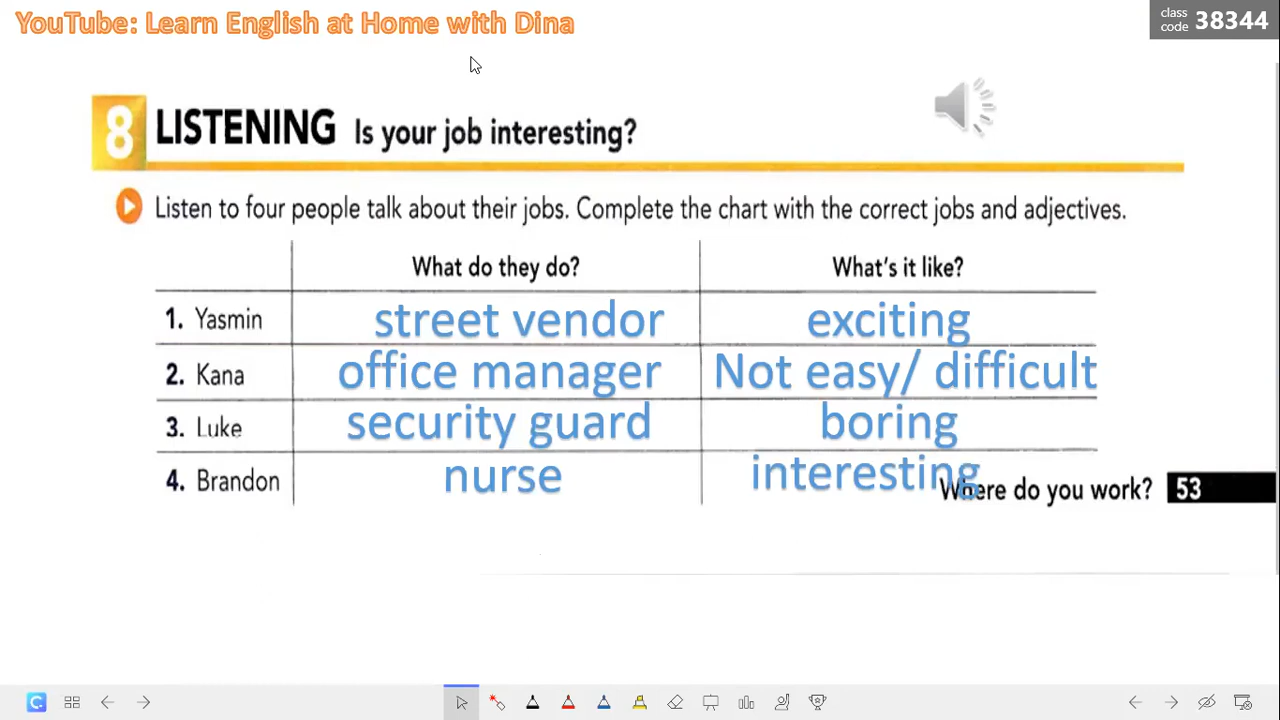 YouTube: Learn English at Home with Dina
class code 38344
8 LISTENING Is your job interesting?
Listen to four people talk about their jobs. Complete the chart with the correct jobs and adjectives.
What do they do? What's it like?
1. Yasmin street vendor exciting
2. Kana office manager Not easy/ difficult
3. Luke security guard boring
4. Brandon nurse interesting
Where do you work? 53